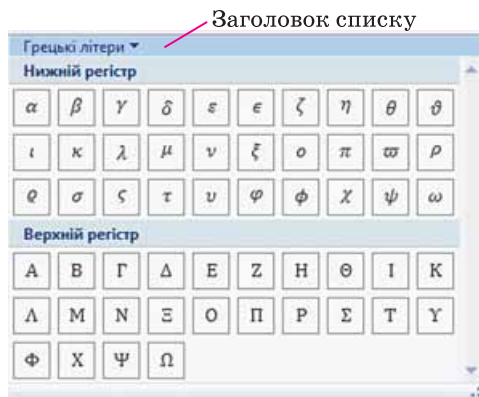 Заголовок списку
Грецькі літери
Нижній регістр
α β γ δ ε ϵ ζ η θ ϑ
ι κ λ μ ν ξ ο π ϖ ρ
ϱ σ ς τ υ φ ϕ χ ψ ω
Верхній регістр
Α Β Γ Δ Ε Ζ Η Θ Ι Κ
Λ Μ Ν Ξ Ο Π Ρ Σ Τ Υ
Φ Χ Ψ Ω